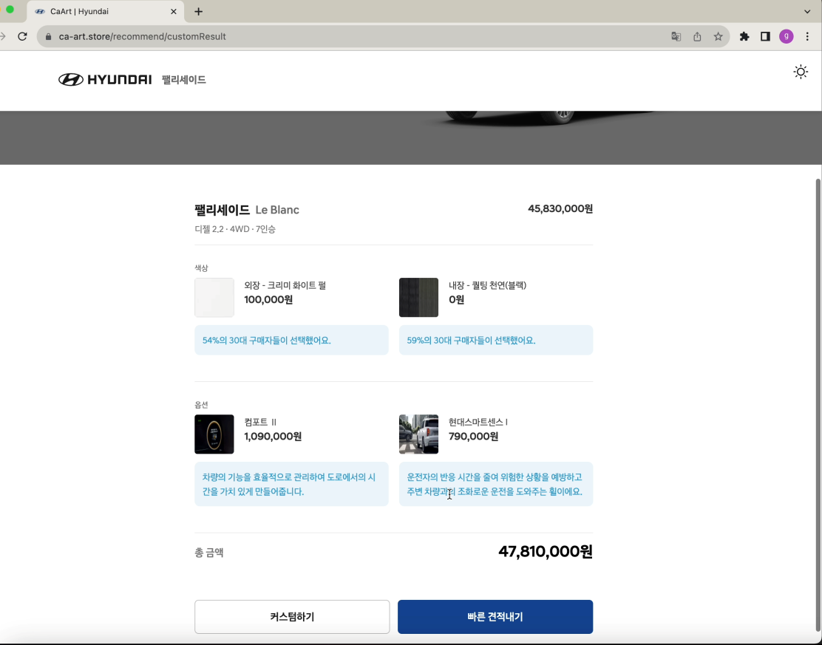 CaArt | Hyundai
ca-art.store/recommend/customResult
g
HYUNDAI 팰리세이드
팰리세이드 Le Blanc
45,830,000원
디젤 2.2 · 4WD · 7인승
색상
외장 - 크리미 화이트 펄
100,000원
내장 - 퀄팅 천연(블랙)
0원
54%의 30대 구매자들이 선택했어요.
59%의 30대 구매자들이 선택했어요.
옵션
컴포트 II
1,090,000원
현대스마트센스 I
790,000원
차량의 기능을 효율적으로 관리하여 도로에서의 시
간을 가치 있게 만들어줍니다.
운전자의 반응 시간을 줄여 위험한 상황을 예방하고
주변 차량과의 조화로운 운전을 도와주는 휠이에요.
총 금액
47,810,000원
커스텀하기
빠른 견적내기